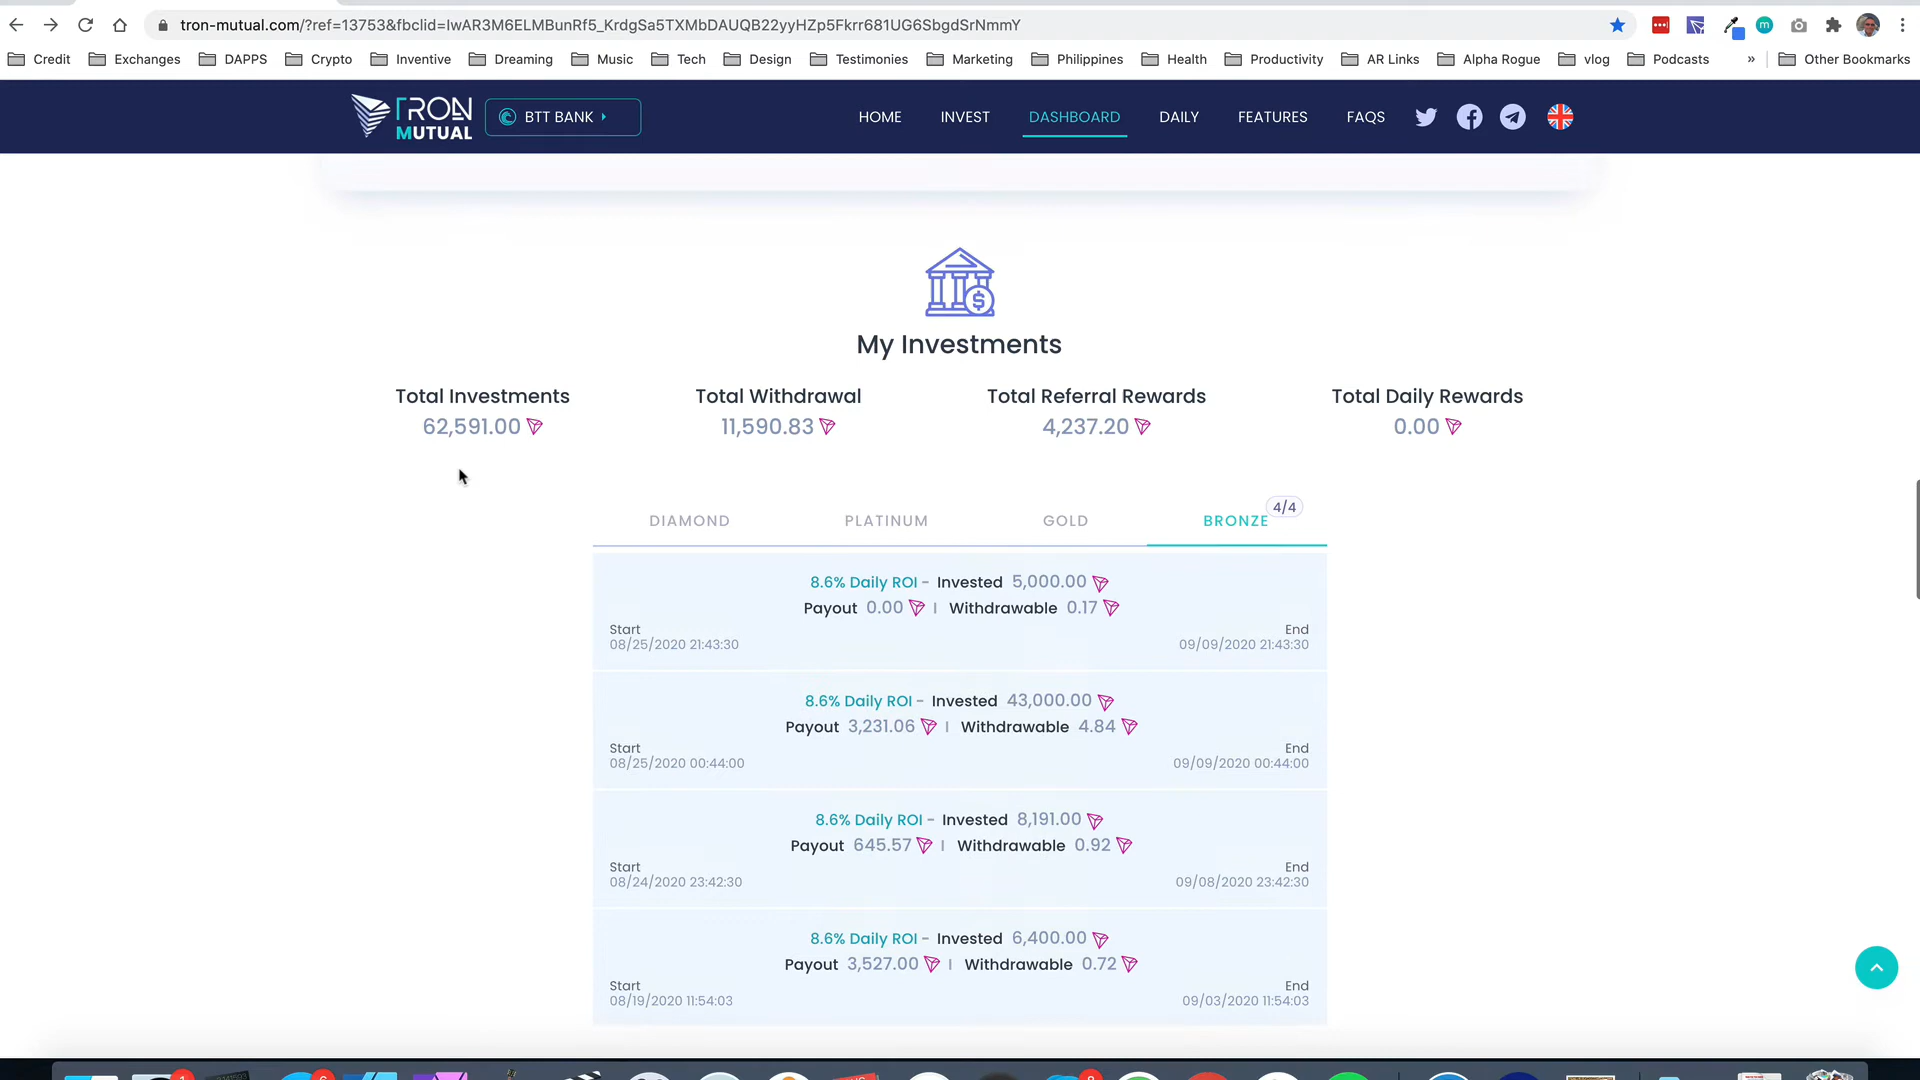 tron-mutual.com/?ref=13753&fbclid=IwAR3M6ELMBunRf5_KrdgSa5TXMbDAUQB22yyHZp5Fkrr681UG6SbgdSrNmmY
Credit Exchanges DAPPS Crypto Inventive Dreaming Music Tech Design Testimonies Marketing Philippines Health Productivity AR Links Alpha Rogue vlog Podcasts » Other Bookmarks
TRON MUTUAL BTT BANK HOME INVEST DASHBOARD DAILY FEATURES FAQS
My Investments
Total Investments Total Withdrawal Total Referral Rewards Total Daily Rewards
62,591.00 11,590.83 4,237.20 0.00
DIAMOND PLATINUM GOLD BRONZE 4/4
8.6% Daily ROI - Invested 5,000.00
Payout 0.00 | Withdrawable 0.17
Start End
08/25/2020 21:43:30 09/09/2020 21:43:30
8.6% Daily ROI - Invested 43,000.00
Payout 3,231.06 | Withdrawable 4.84
Start End
08/25/2020 00:44:00 09/09/2020 00:44:00
8.6% Daily ROI - Invested 8,191.00
Payout 645.57 | Withdrawable 0.92
Start End
08/24/2020 23:42:30 09/08/2020 23:42:30
8.6% Daily ROI - Invested 6,400.00
Payout 3,527.00 | Withdrawable 0.72
Start End
08/19/2020 11:54:03 09/03/2020 11:54:03